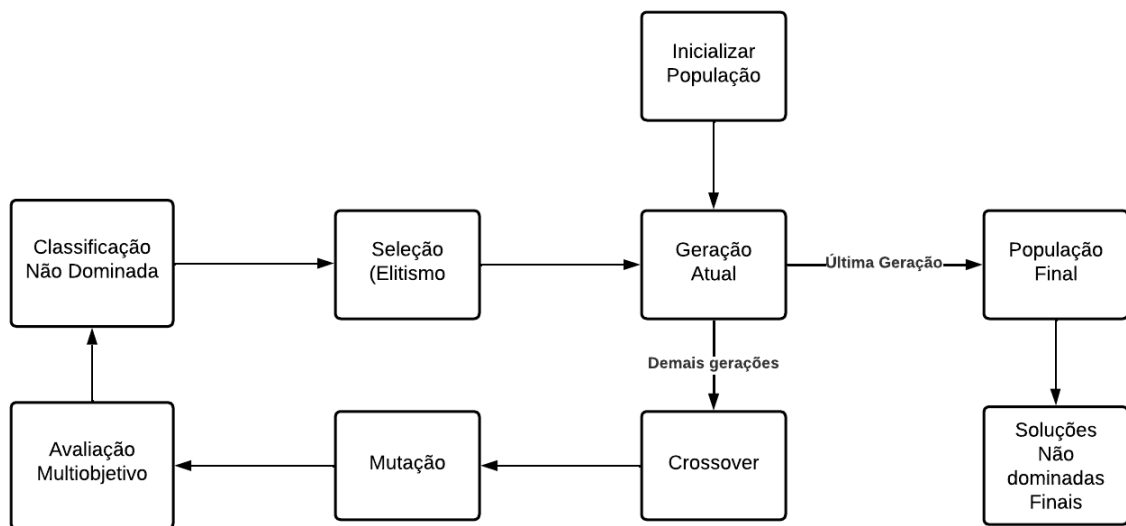 Inicializar
População
Classificação
Não Dominada
Seleção
(Elitismo
Geração
Atual
Última Geração
População
Final
Demais gerações
Avaliação
Multiobjetivo
Mutação
Crossover
Soluções
Não
dominadas
Finais